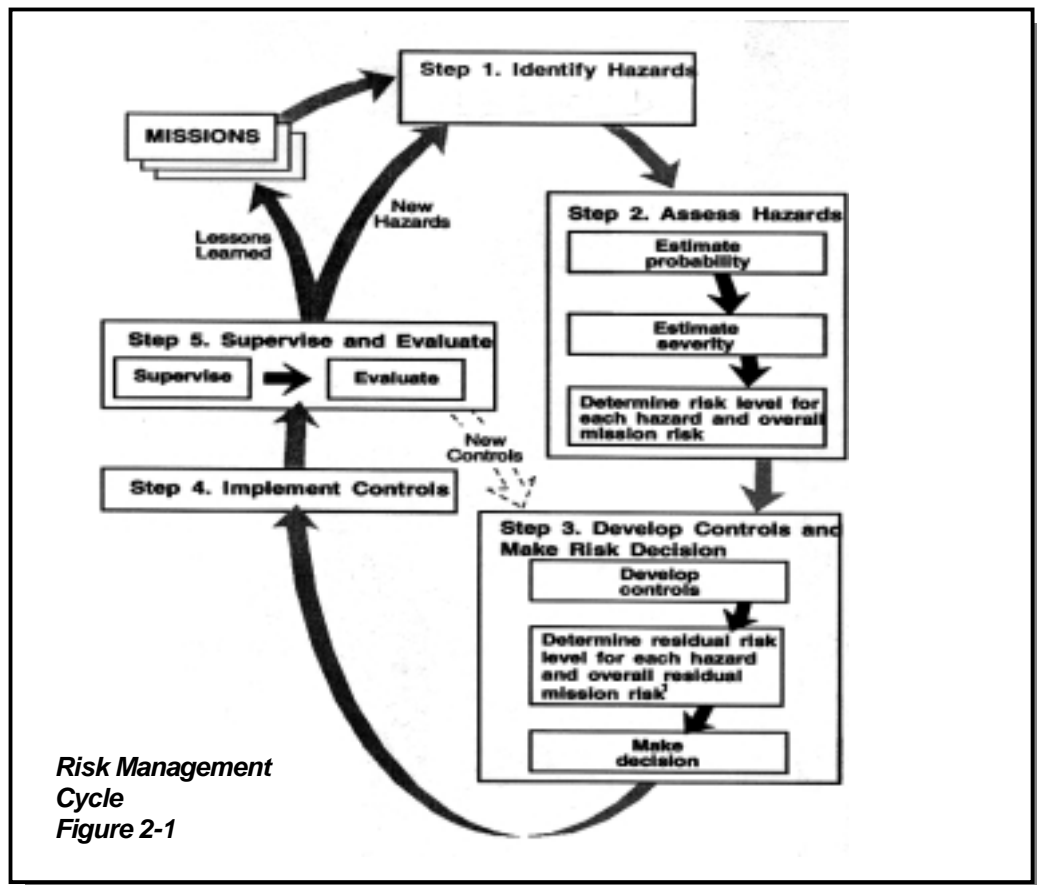 Step 1. Identify Hazards
MISSIONS
New
Hazards
Lessons
Learned
Step 2. Assess Hazards
Estimate
probability
Estimate
severity
Determine risk level for
each hazard and overall
mission risk
Step 5. Supervise and Evaluate
Supervise
Evaluate
New
Controls
Step 4. Implement Controls
Step 3. Develop Controls and
Make Risk Decision
Develop
controls
Determine residual risk
level for each hazard
and overall residual
mission risk¹
Make
decision
Risk Management
Cycle
Figure 2-1